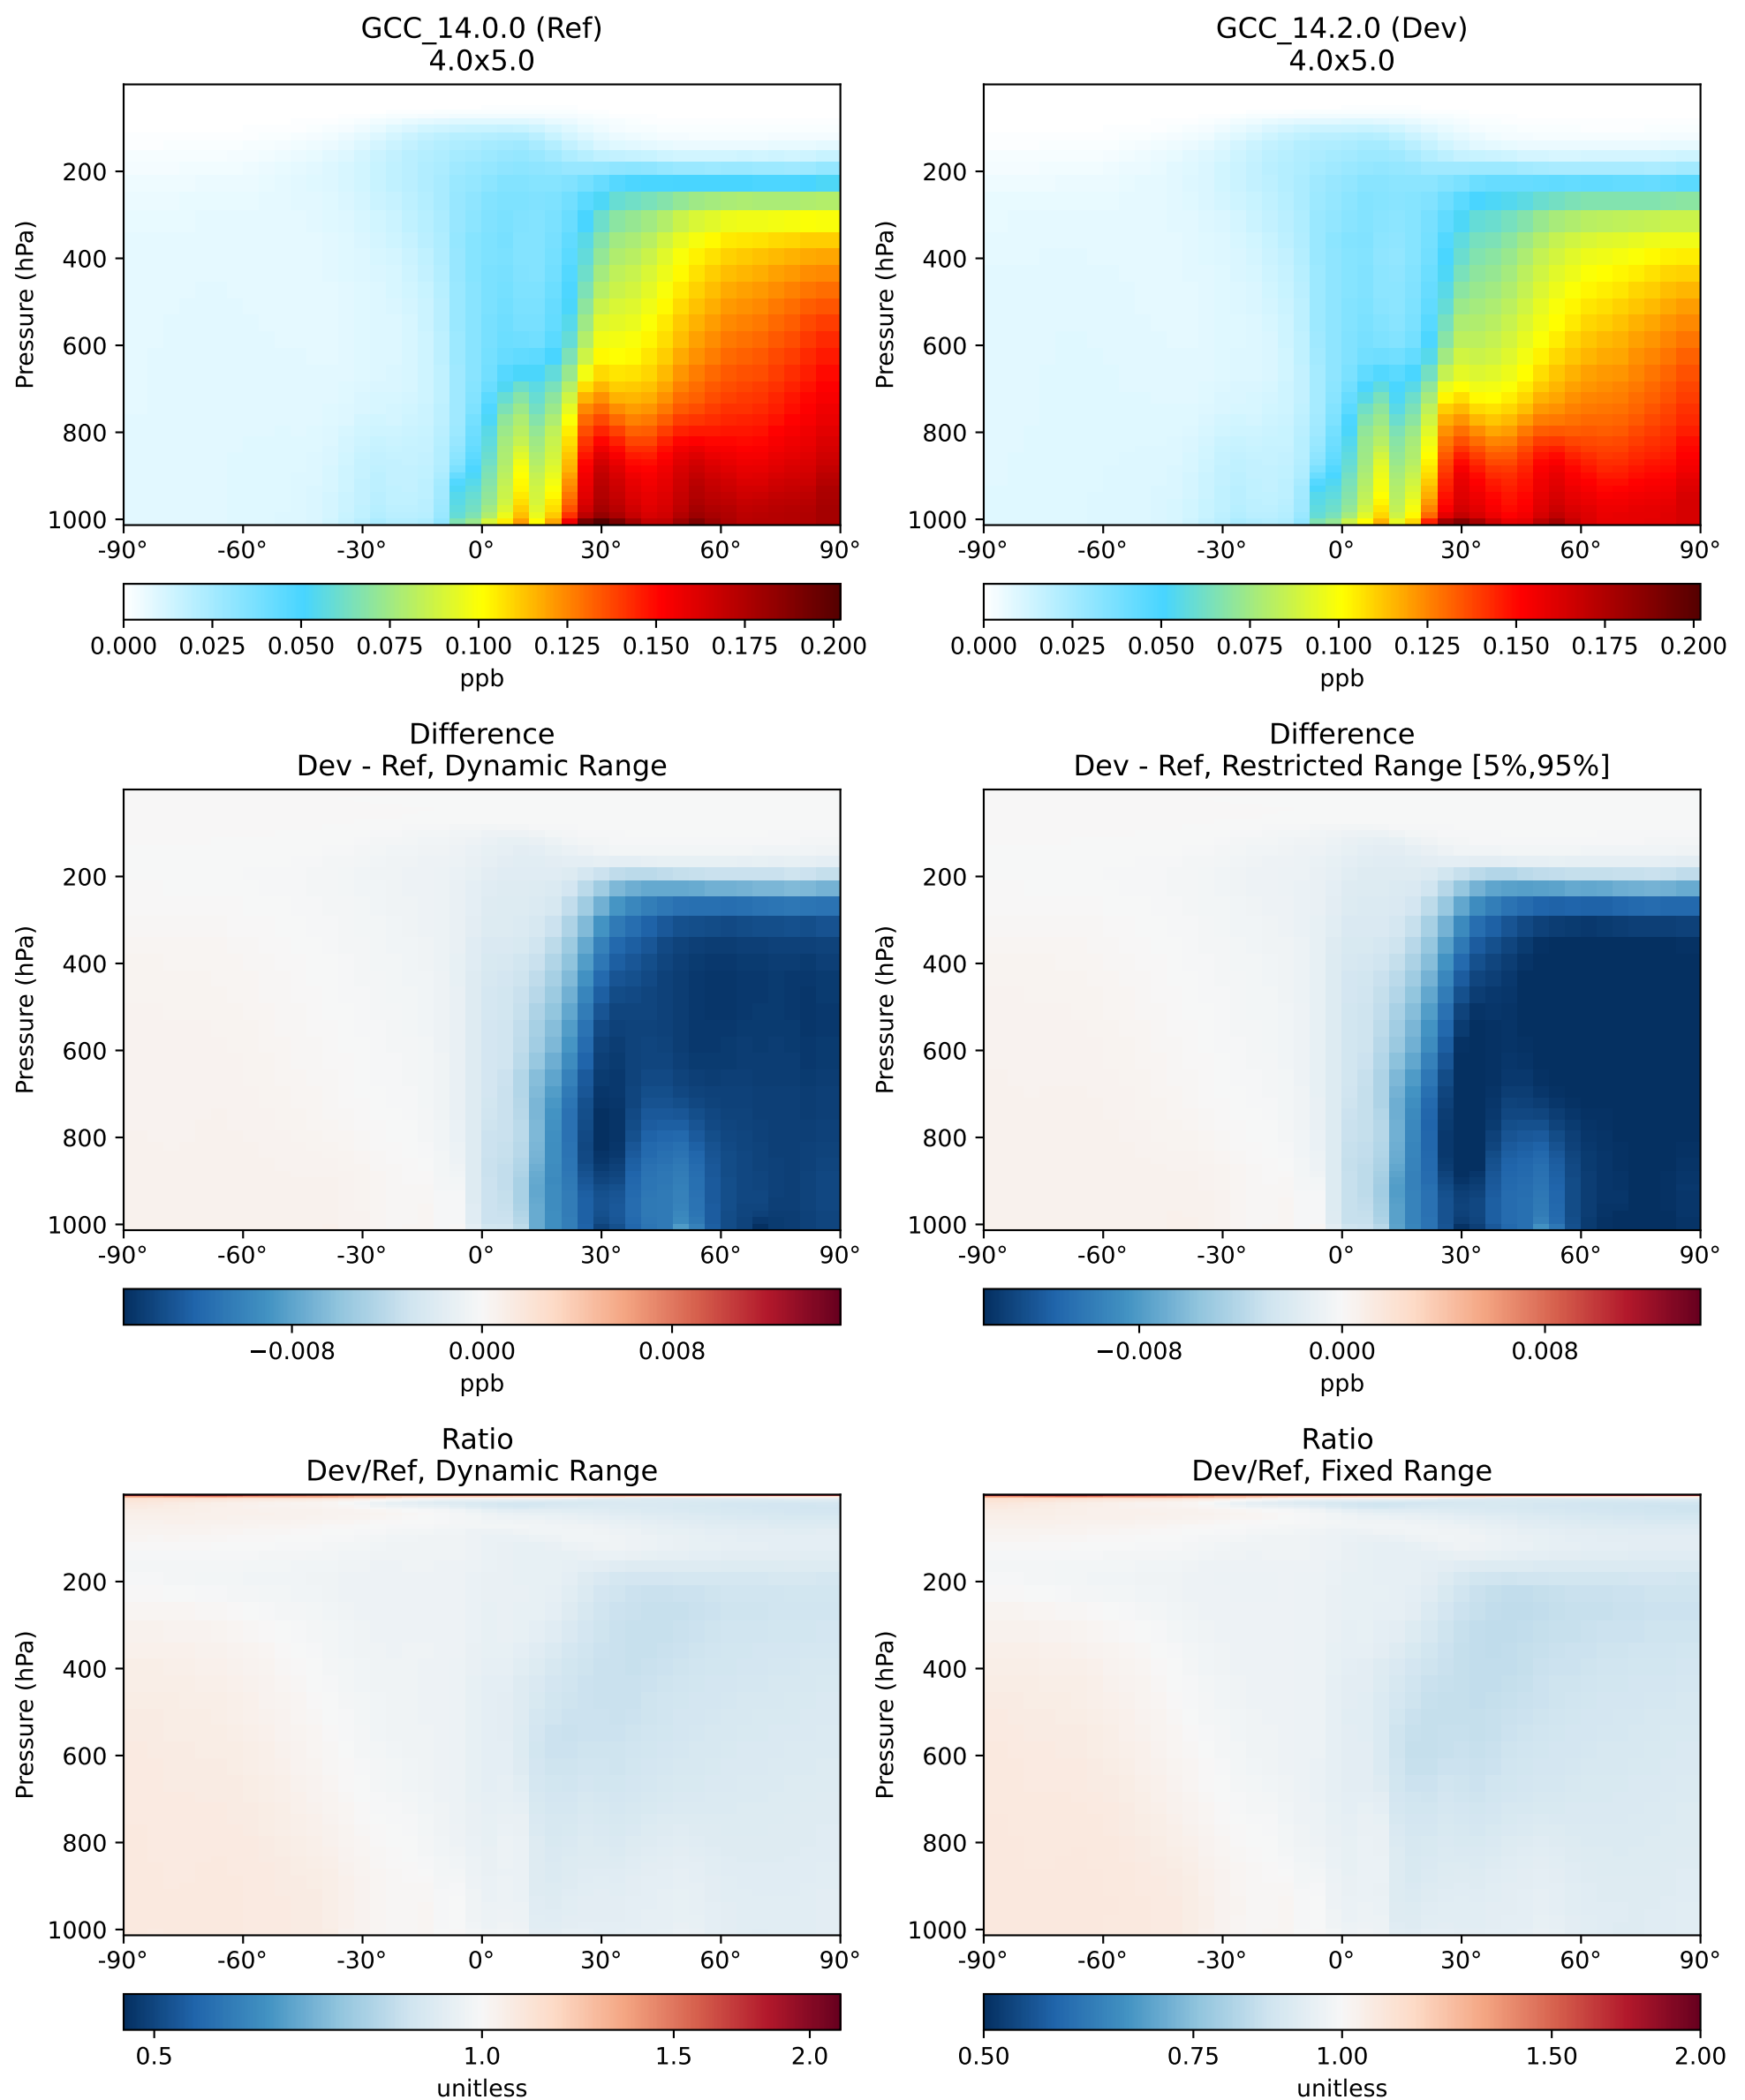 GCC_14.0.0 (Ref)
4.0x5.0
Pressure (hPa)
200
400
600
800
1000
-90° -60° -30° 0° 30° 60° 90°
0.000 0.025 0.050 0.075 0.100 0.125 0.150 0.175 0.200
ppb
GCC_14.2.0 (Dev)
4.0x5.0
Pressure (hPa)
200
400
600
800
1000
-90° -60° -30° 0° 30° 60° 90°
0.000 0.025 0.050 0.075 0.100 0.125 0.150 0.175 0.200
ppb
Difference
Dev - Ref, Dynamic Range
Pressure (hPa)
200
400
600
800
1000
-90° -60° -30° 0° 30° 60° 90°
−0.008 0.000 0.008
ppb
Difference
Dev - Ref, Restricted Range [5%,95%]
Pressure (hPa)
200
400
600
800
1000
-90° -60° -30° 0° 30° 60° 90°
−0.008 0.000 0.008
ppb
Ratio
Dev/Ref, Dynamic Range
Pressure (hPa)
200
400
600
800
1000
-90° -60° -30° 0° 30° 60° 90°
0.5 1.0 1.5 2.0
unitless
Ratio
Dev/Ref, Fixed Range
Pressure (hPa)
200
400
600
800
1000
-90° -60° -30° 0° 30° 60° 90°
0.50 0.75 1.00 1.50 2.00
unitless